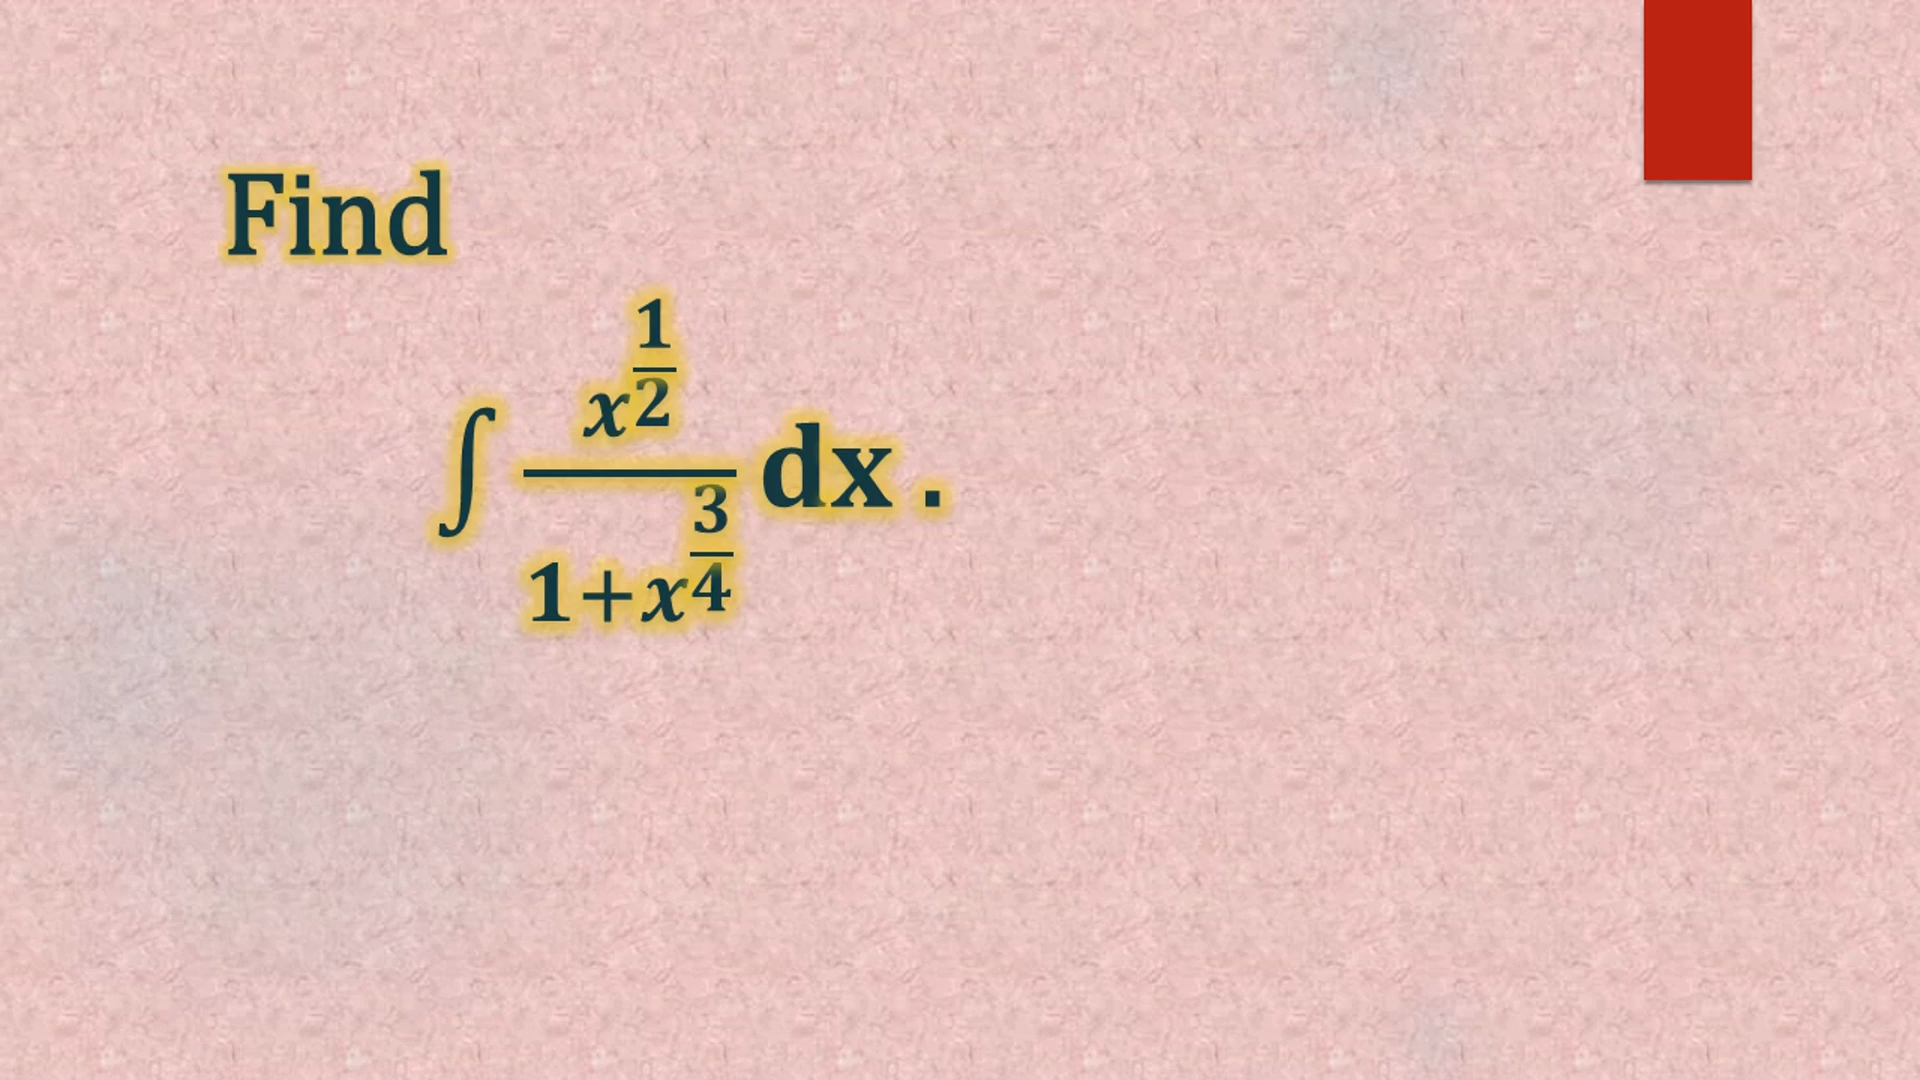 Find
∫ x^(1/2) / (1+x^(3/4)) dx .